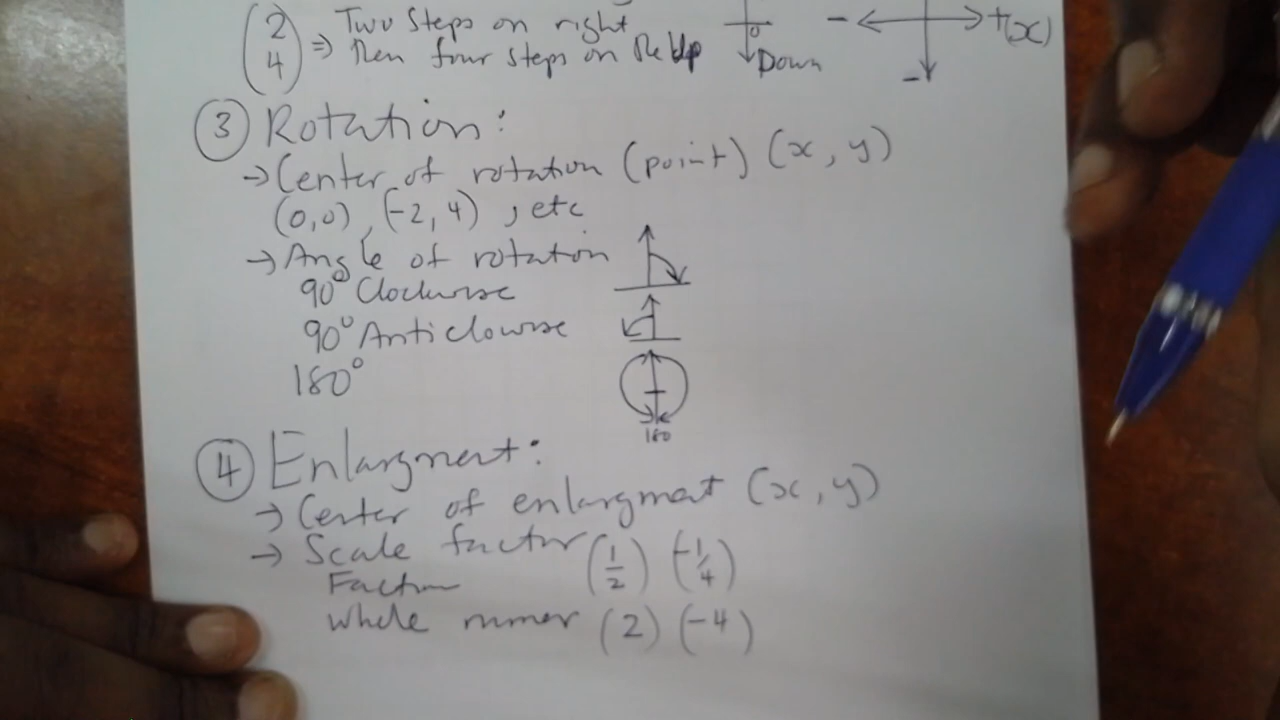 (2 4) ⇒ Two Steps on right
then four steps on the Up
0
Down
-
+(x)
-
③ Rotation:
→ Center of rotation (point) (x, y)
(0,0), (-2, 4), etc
→ Angle of rotation
90° Clockwise
90° Anticlowise
180°
180
④ Enlargment:
→ Center of enlargment (x, y)
→ Scale factor (1/2) (-1/4)
Faction
whole numer (2) (-4)